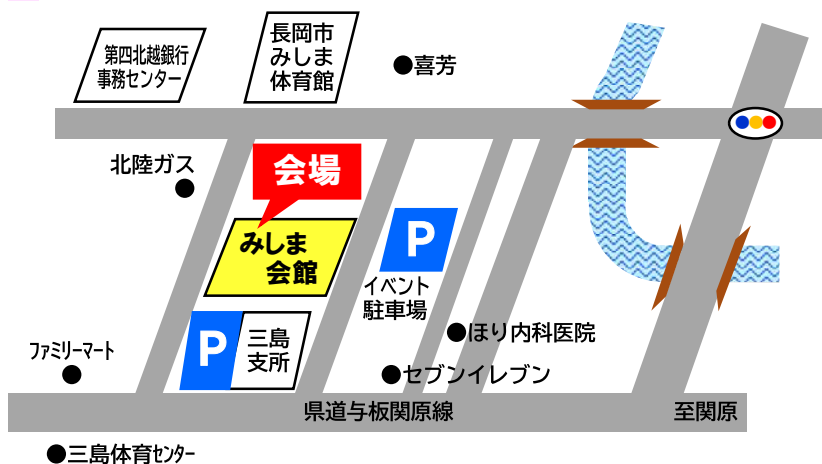 第四北越銀行
事務センター
長岡市
みしま
体育館
●喜芳
北陸ガス
会場
みしま
会館
P
イベント
駐車場
P
三島
支所
ほり内科医院
ファミリーマート
セブンイレブン
県道与板関原線
至関原
三島体育センター